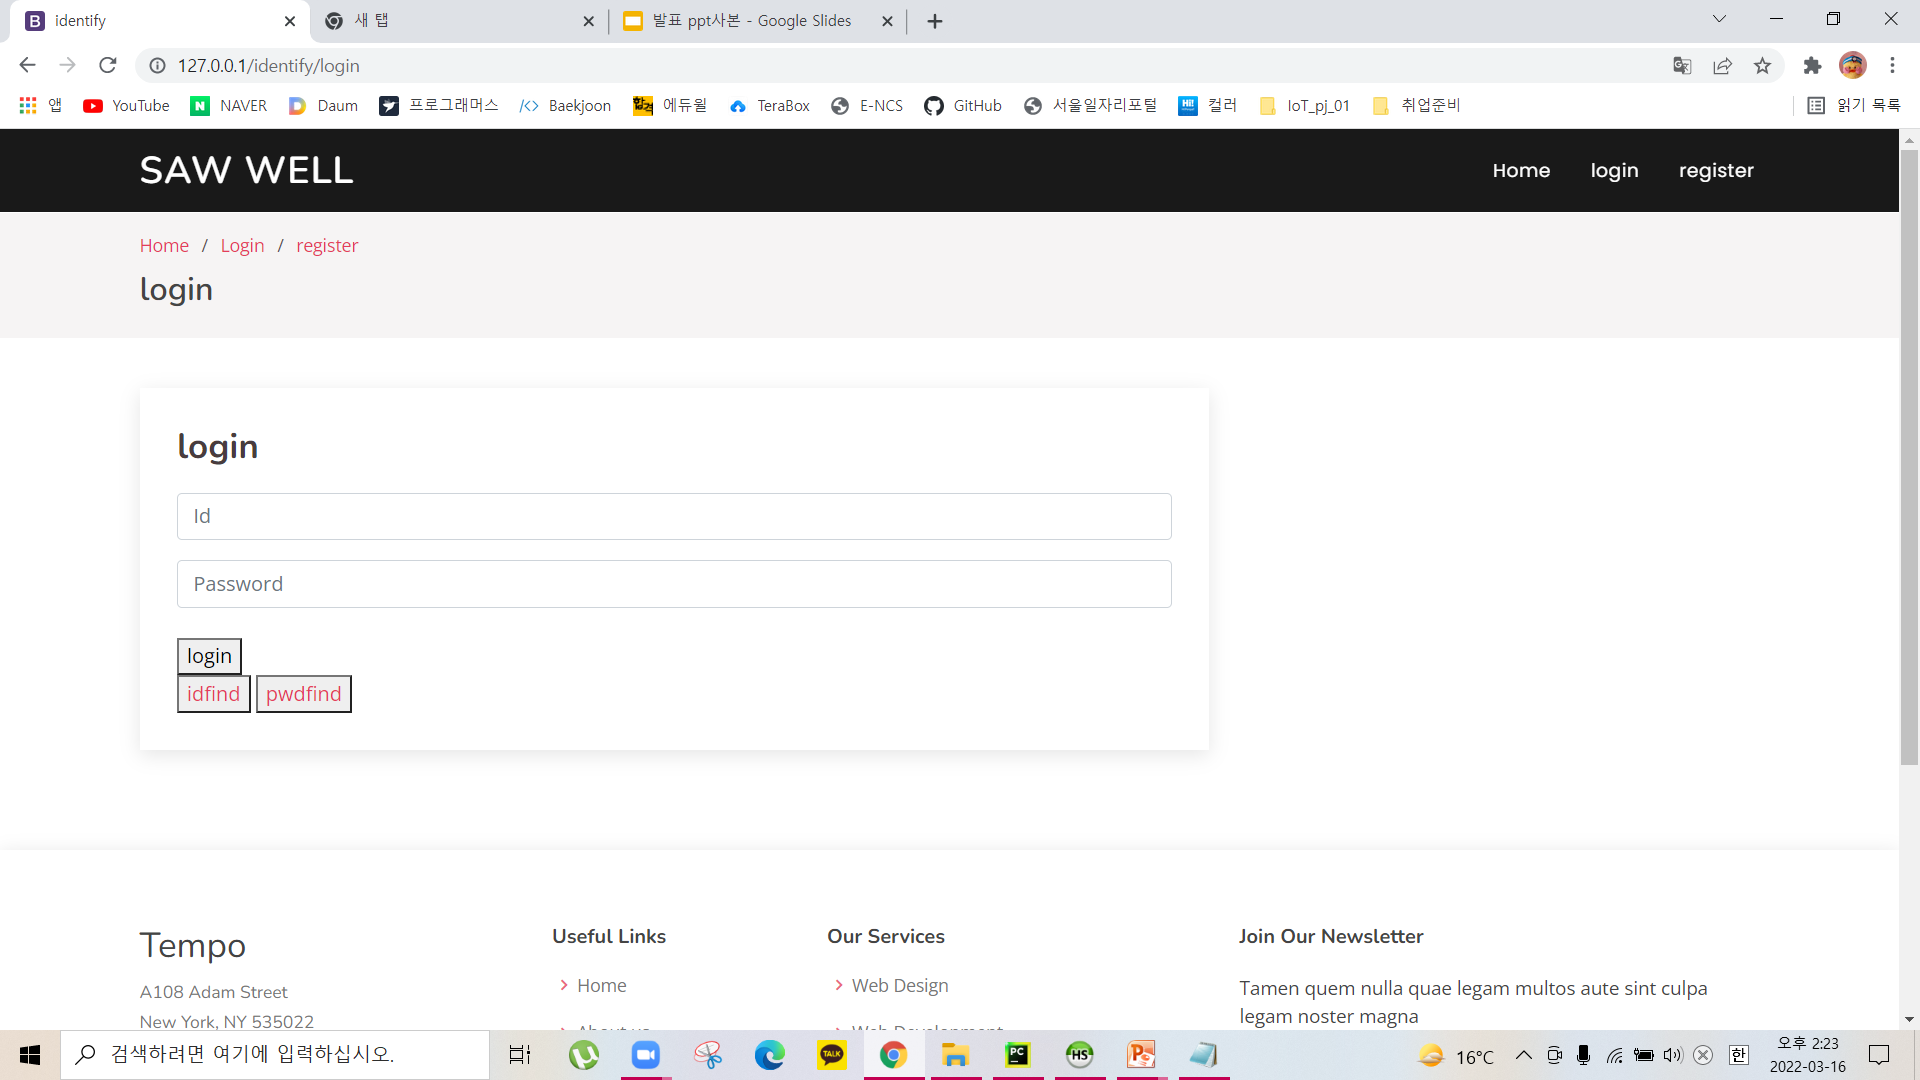 identify
새 탭
발표 ppt사본 - Google Slides
127.0.0.1/identify/login
앱
YouTube
NAVER
Daum
프로그래머스
Baekjoon
에듀윌
TeraBox
E-NCS
GitHub
서울일자리포털
컬러
IoT_pj_01
취업준비
읽기 목록
SAW WELL
Home
login
register
Home / Login / register
login
login
Id
Password
login
idfind pwdfind
Tempo
A108 Adam Street
New York, NY 535022
Useful Links
Home
About us
Our Services
Web Design
Web Development
Join Our Newsletter
Tamen quem nulla quae legam multos aute sint culpa
legam noster magna
검색하려면 여기에 입력하십시오.
16°C
한
오후 2:23
2022-03-16